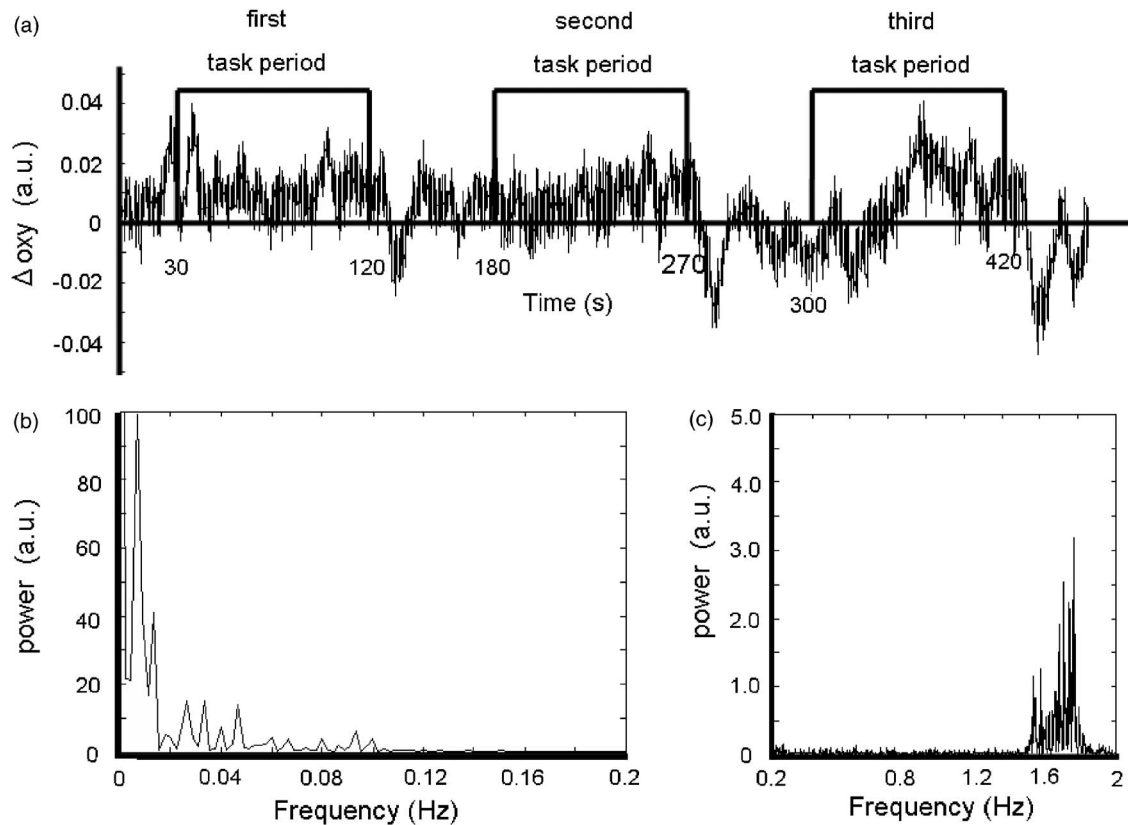 (a)
first
second
third
task period
task period
task period
0.04
0.02
0
-0.02
-0.04
Δ oxy (a.u.)
30
120
180
270
300
420
Time (s)
(b)
100
80
60
40
20
0
power (a.u.)
0
0.04
0.08
0.12
0.16
0.2
Frequency (Hz)
(c)
5.0
4.0
3.0
2.0
1.0
0
power (a.u.)
0.2
0.8
1.2
1.6
2
Frequency (Hz)